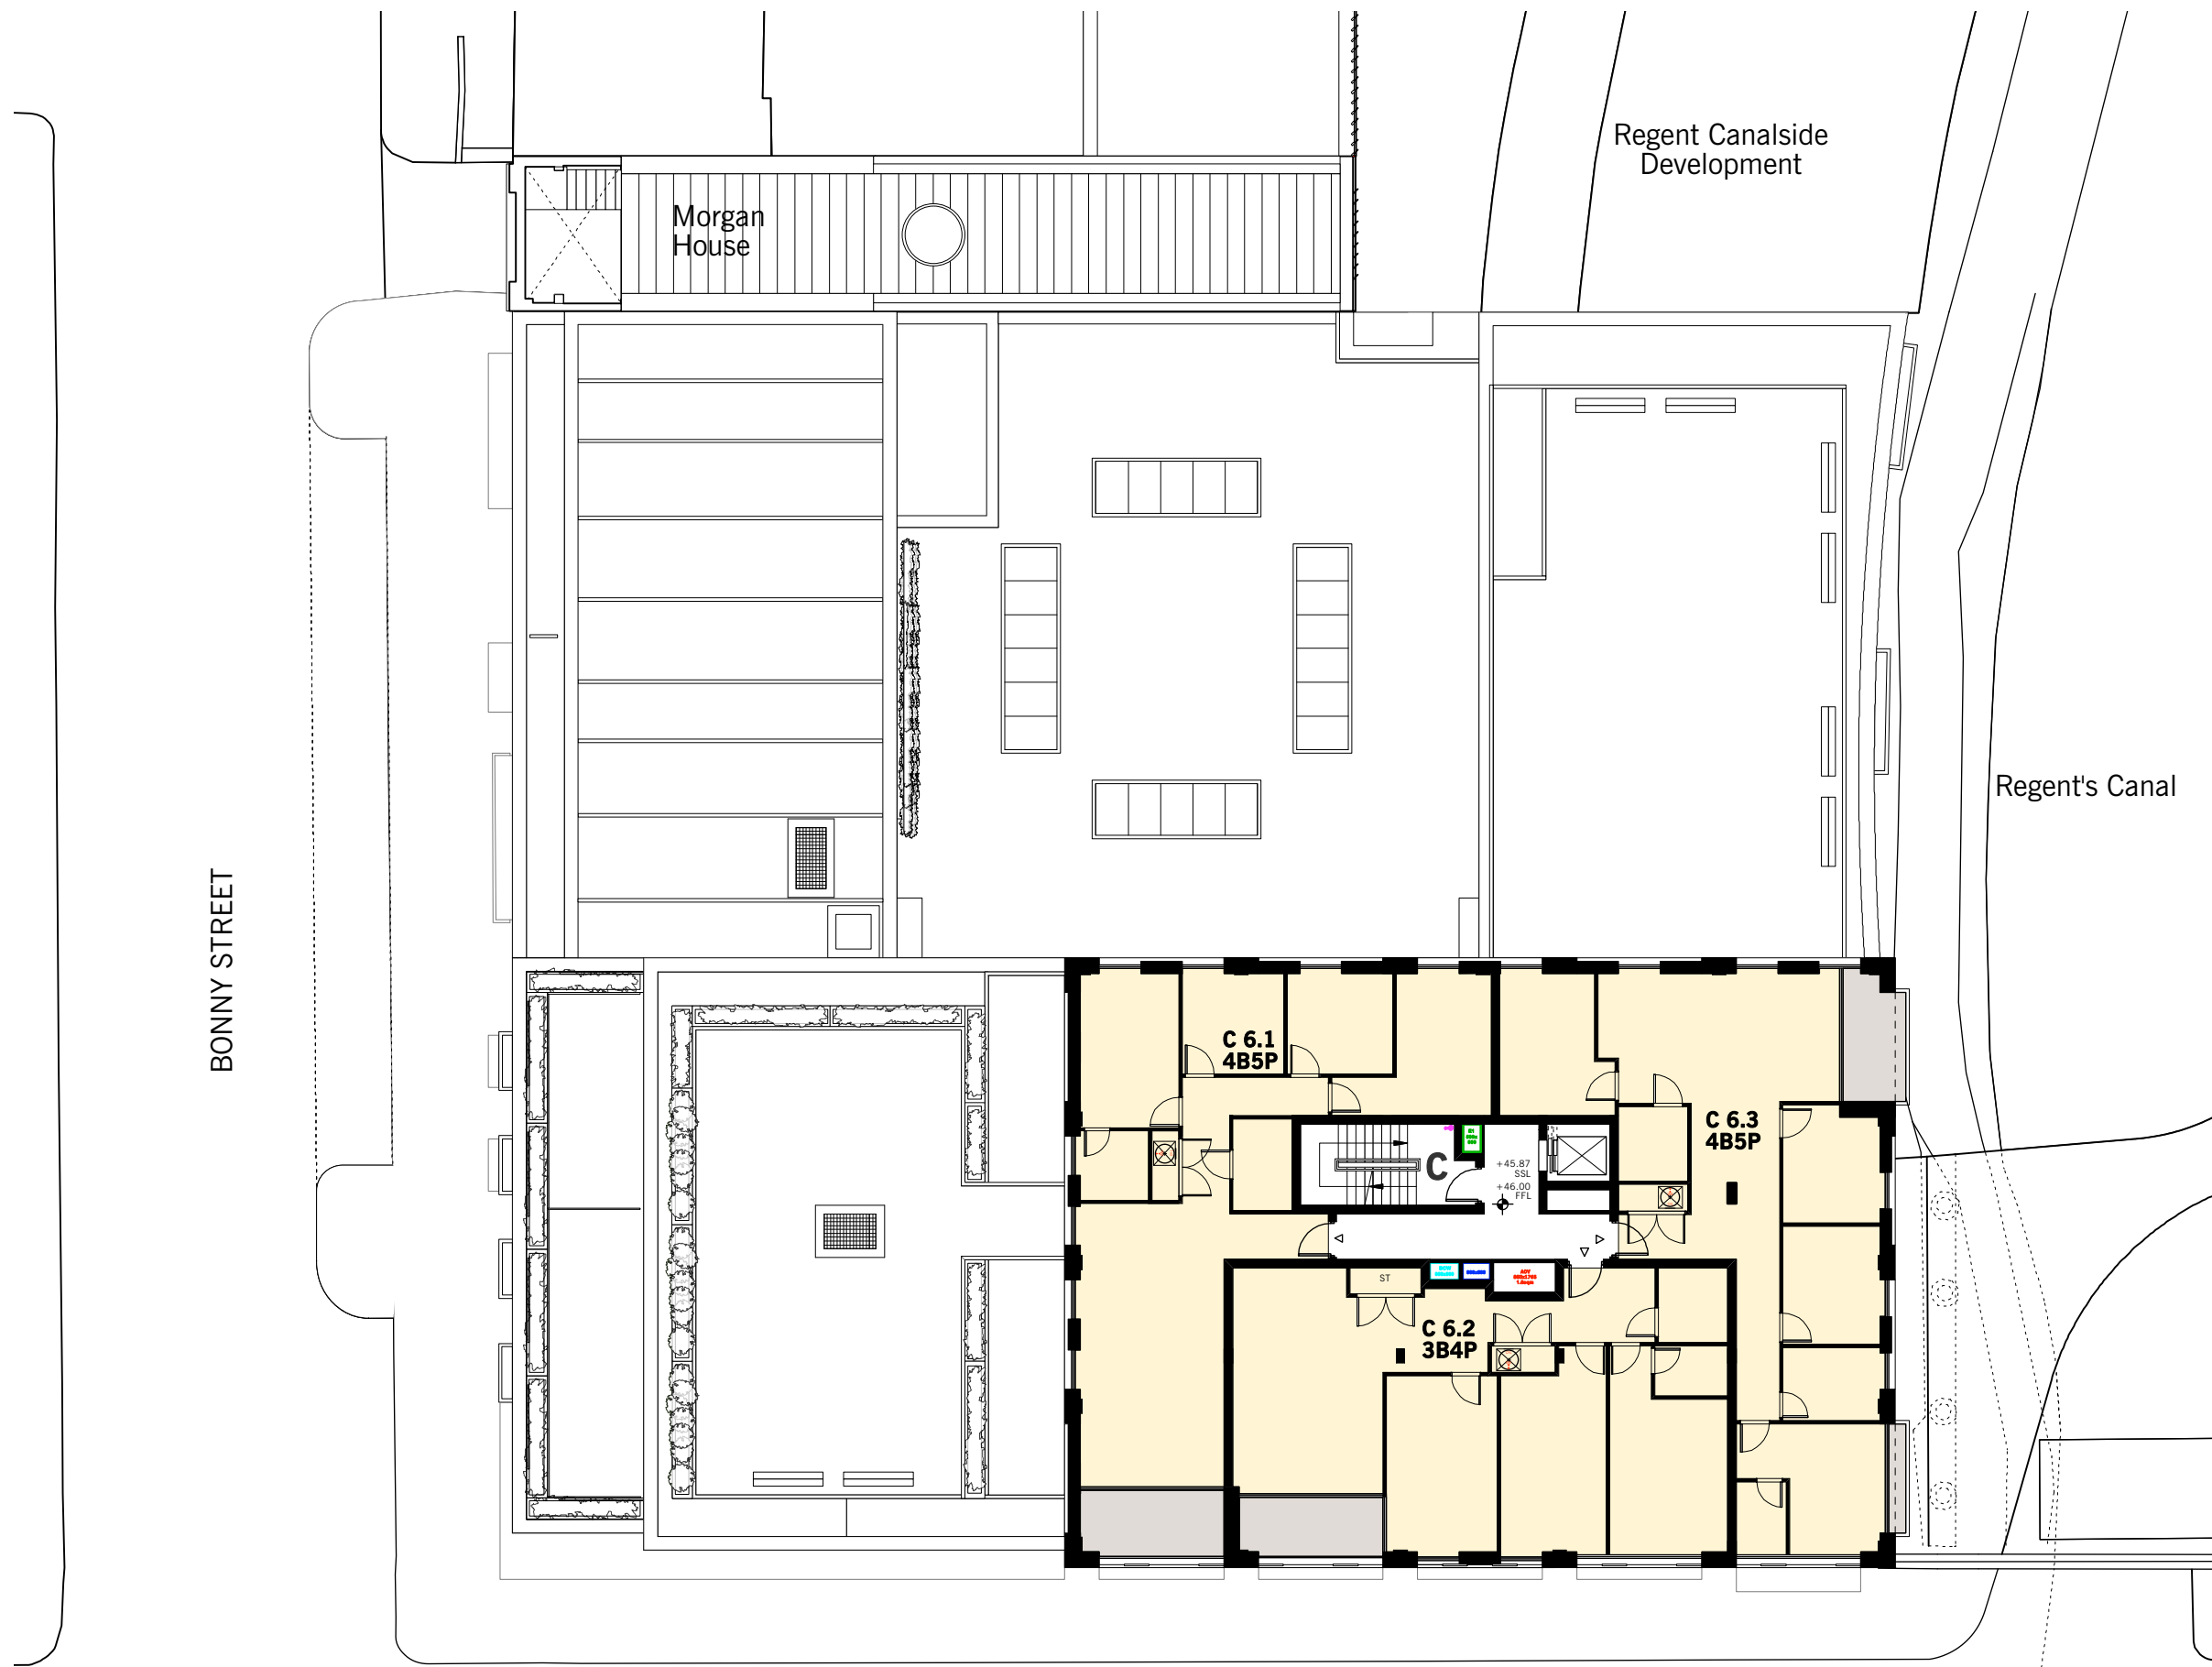 Regent Canalside
Development
Morgan
House
Regent's Canal
BONNY STREET
C 6.1
4B5P
C 6.3
4B5P
C
+45.87
SSL
+46.00
FFL
ST
C 6.2
3B4P
AOV